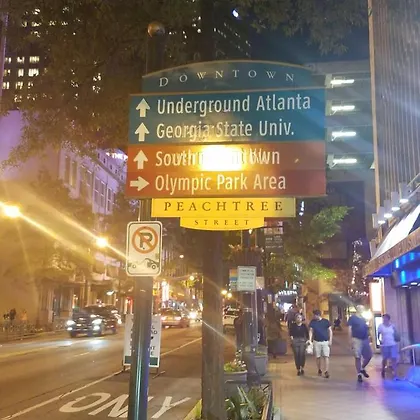 DOWNTOWN
Underground Atlanta
Georgia State Univ.
South
Olympic Park Area
PEACHTREE
STREET
P
ONLY